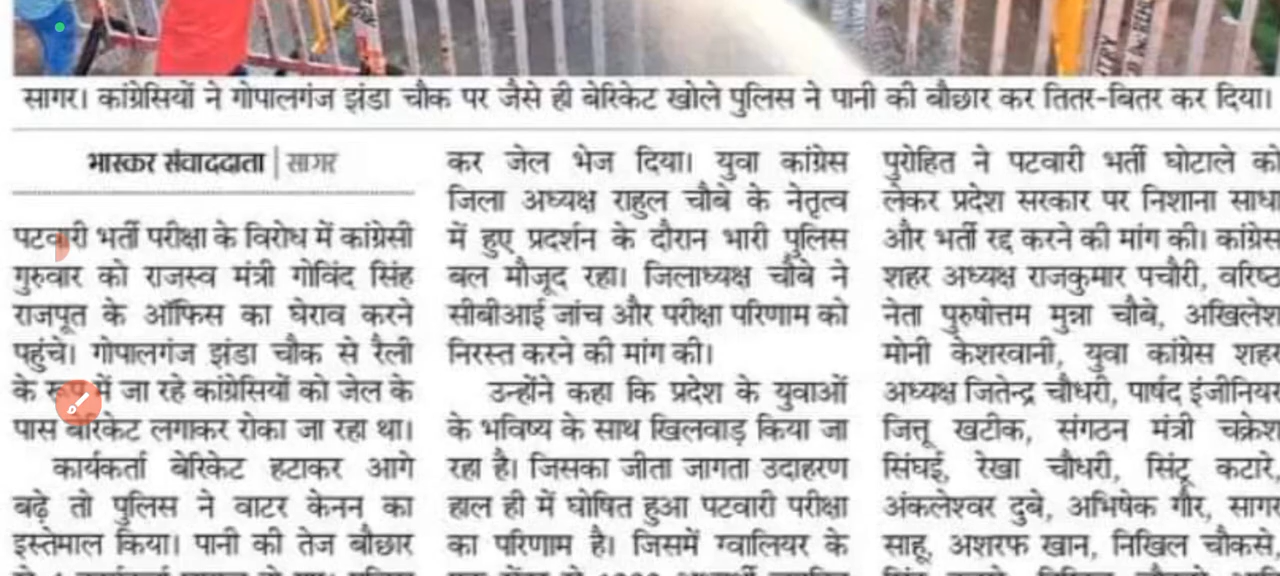 सागर। कांग्रेसियों ने गोपालगंज झंडा चौक पर जैसे ही बेरिकेट खोले पुलिस ने पानी की बौछार कर तितर-बितर कर दिया।
भास्कर संवाददाता | सागर
पटवारी भर्ती परीक्षा के विरोध में कांग्रेसी
गुरुवार को राजस्व मंत्री गोविंद सिंह
राजपूत के ऑफिस का घेराव करने
पहुंचे। गोपालगंज झंडा चौक से रैली
के रूप में जा रहे कांग्रेसियों को जेल के
पास बेरिकेट लगाकर रोका जा रहा था।
कार्यकर्ता बेरिकेट हटाकर आगे
बढ़े तो पुलिस ने वाटर केनन का
इस्तेमाल किया। पानी की तेज बौछार
कर जेल भेज दिया। युवा कांग्रेस
जिला अध्यक्ष राहुल चौबे के नेतृत्व
में हुए प्रदर्शन के दौरान भारी पुलिस
बल मौजूद रहा। जिलाध्यक्ष चौबे ने
सीबीआई जांच और परीक्षा परिणाम को
निरस्त करने की मांग की।
उन्होंने कहा कि प्रदेश के युवाओं
के भविष्य के साथ खिलवाड़ किया जा
रहा है। जिसका जीता जागता उदाहरण
हाल ही में घोषित हुआ पटवारी परीक्षा
का परिणाम है। जिसमें ग्वालियर के
पुरोहित ने पटवारी भर्ती घोटाले को
लेकर प्रदेश सरकार पर निशाना साधा
और भर्ती रद्द करने की मांग की। कांग्रेस
शहर अध्यक्ष राजकुमार पचौरी, वरिष्ठ
नेता पुरुषोत्तम मुन्ना चौबे, अखिलेश
मोनी केशरवानी, युवा कांग्रेस शहर
अध्यक्ष जितेन्द्र चौधरी, पार्षद इंजीनियर
जित्तू खटीक, संगठन मंत्री चक्रेश
सिंघई, रेखा चौधरी, सिंटू कटारे,
अंकलेश्वर दुबे, अभिषेक गौर, सागर
साहू, अशरफ खान, निखिल चौकसे,